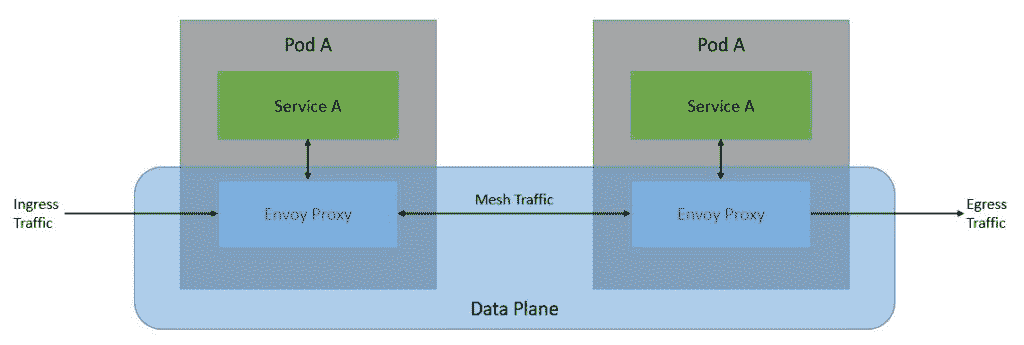 Pod A
Pod A
Service A
Service A
Ingress
Traffic
Envoy Proxy
Mesh Traffic
Envoy Proxy
Egress
Traffic
Data Plane